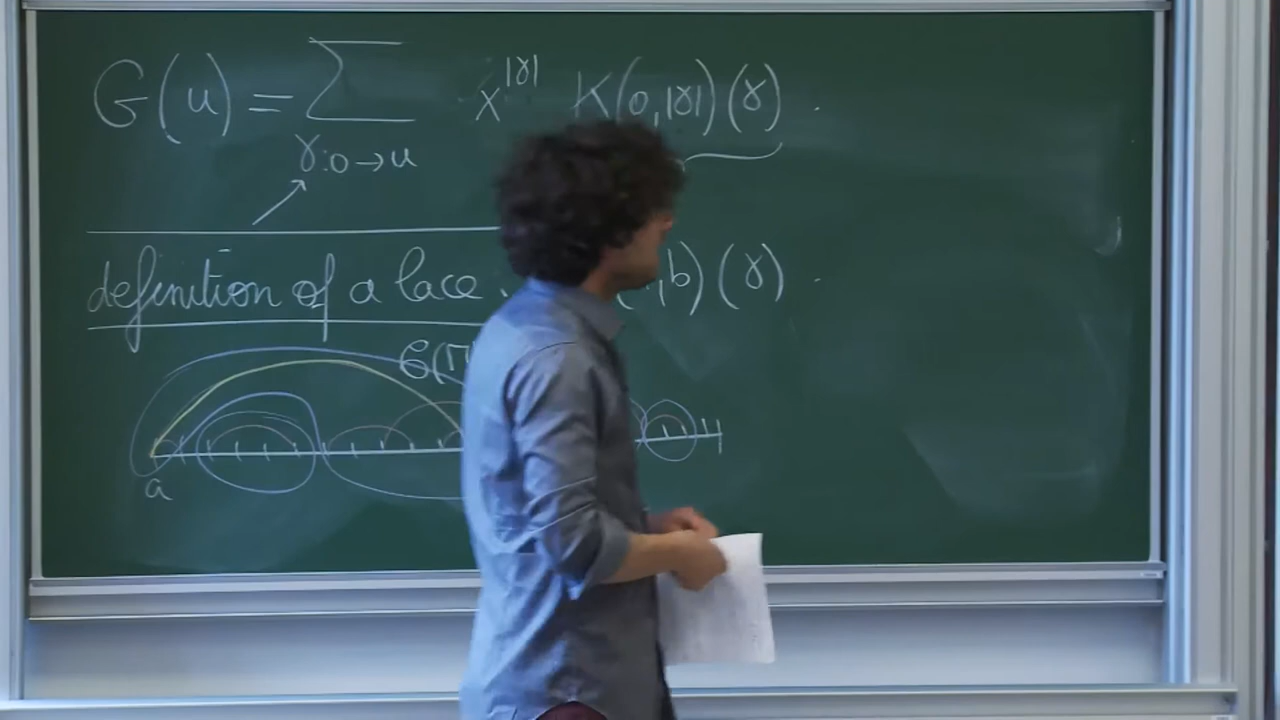 G(u) = Σ x^|γ| K(0,|γ|)(γ).
γ:0→u
definition of a lace. ,b)(γ).
a